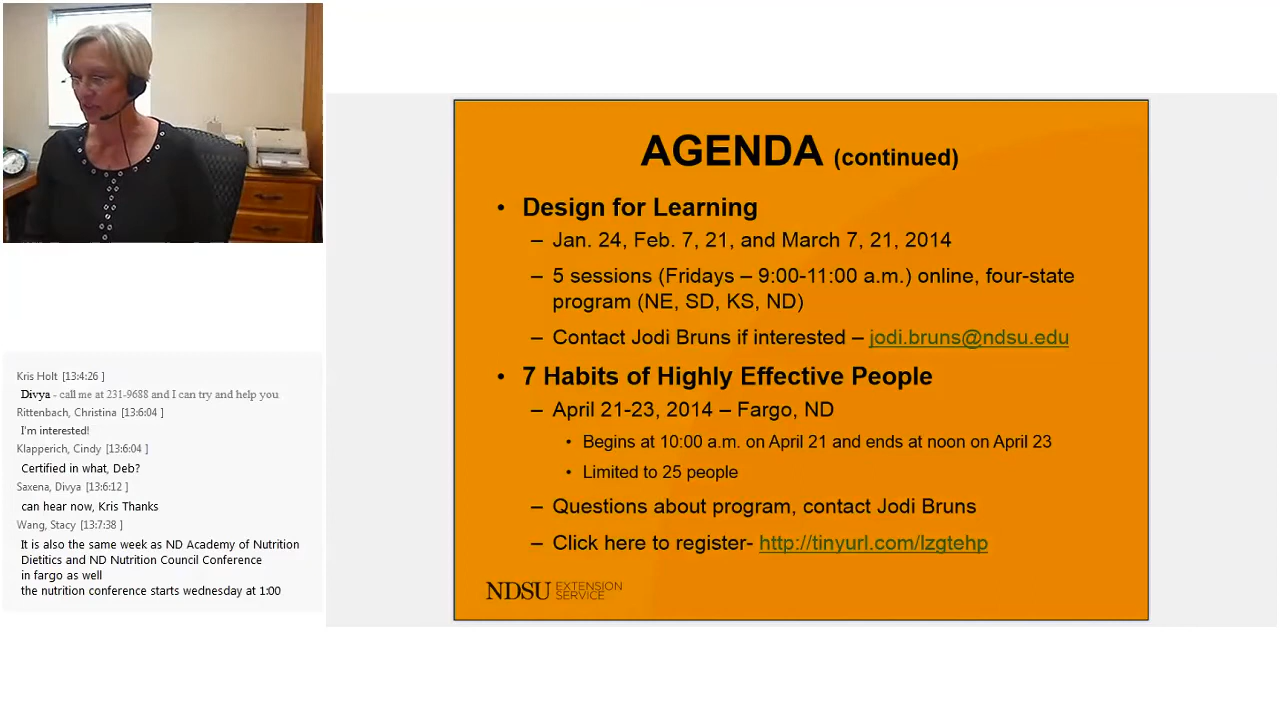 Kris Holt [13:4:26 ]
Divya - call me at 231-9688 and I can try and help you
Rittenbach, Christina [13:6:04 ]
I'm interested!
Klapperich, Cindy [13:6:04 ]
Certified in what, Deb?
Saxena, Divya [13:6:12 ]
can hear now, Kris Thanks
Wang, Stacy [13:7:38 ]
It is also the same week as ND Academy of Nutrition
Dietitics and ND Nutrition Council Conference
in fargo as well
the nutrition conference starts wednesday at 1:00
AGENDA (continued)
• Design for Learning
– Jan. 24, Feb. 7, 21, and March 7, 21, 2014
– 5 sessions (Fridays – 9:00-11:00 a.m.) online, four-state
program (NE, SD, KS, ND)
– Contact Jodi Bruns if interested – jodi.bruns@ndsu.edu
• 7 Habits of Highly Effective People
– April 21-23, 2014 – Fargo, ND
• Begins at 10:00 a.m. on April 21 and ends at noon on April 23
• Limited to 25 people
– Questions about program, contact Jodi Bruns
– Click here to register- http://tinyurl.com/lzgtehp
NDSU EXTENSION
SERVICE